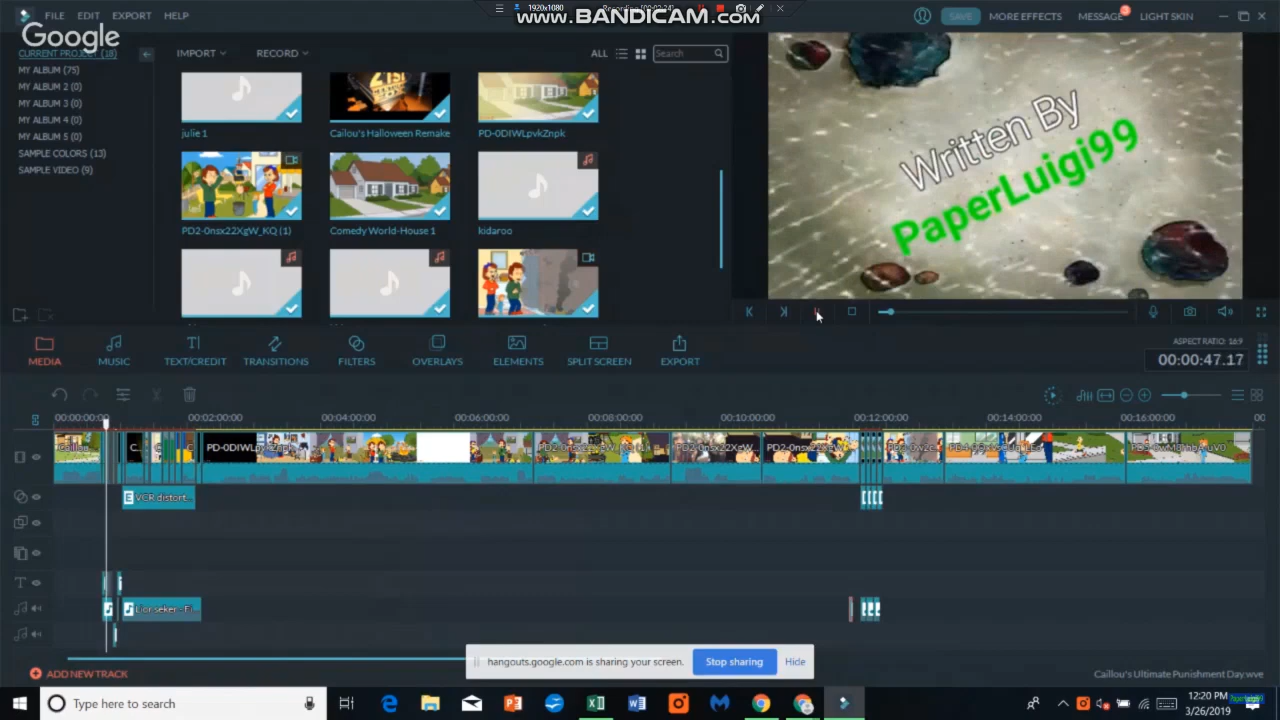 1920x1080
www.BANDICAM.com
FILE EDIT EXPORT HELP
SAVE MORE EFFECTS MESSAGE LIGHT SKIN
Google
CURRENT PROJECT (18)
IMPORT RECORD ALL Search
MY ALBUM (75)
MY ALBUM 2 (0)
MY ALBUM 3 (0)
MY ALBUM 4 (0)
MY ALBUM 5 (0)
SAMPLE COLORS (13)
SAMPLE VIDEO (9)
julie 1
Cailou's Halloween Remake
PD-0DIWLpvkZnpk
PD2-0nsx22XgW_KQ (1)
Comedy World-House 1
kidaroo
Written By
PaperLuigi99
MEDIA MUSIC TEXT/CREDIT TRANSITIONS FILTERS OVERLAYS ELEMENTS SPLIT SCREEN EXPORT
ASPECT RATIO: 16:9
00:00:47.17
00:00:00:00 00:02:00:00 00:04:00:00 00:06:00:00 00:08:00:00 00:10:00:00 00:12:00:00 00:14:00:00 00:16:00:00 00
VCR distort...
ADD NEW TRACK
hangouts.google.com is sharing your screen. Stop sharing Hide
Caillou's Ultimate Punishment Day.wve
Type here to search
12:20 PM
3/26/2019